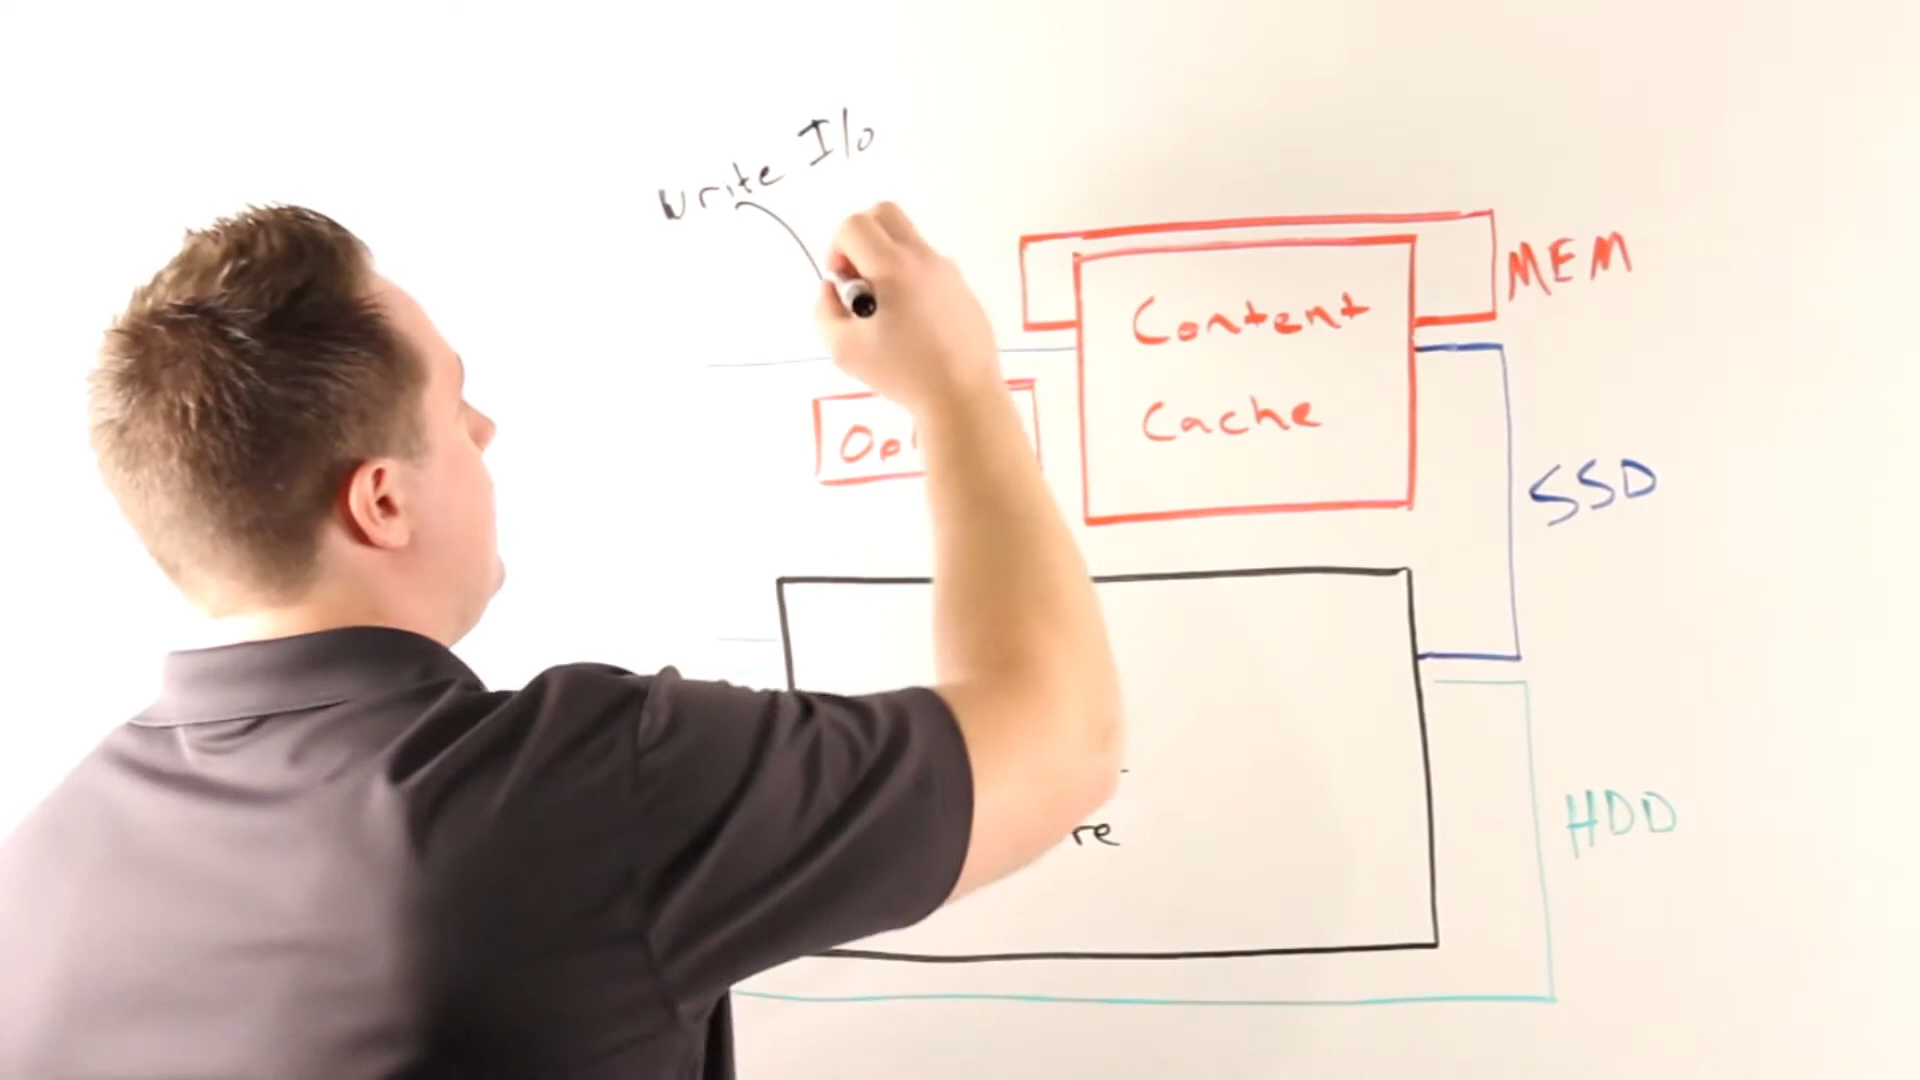 Write I/o
MEM
Content
Cache
SSD
HDD